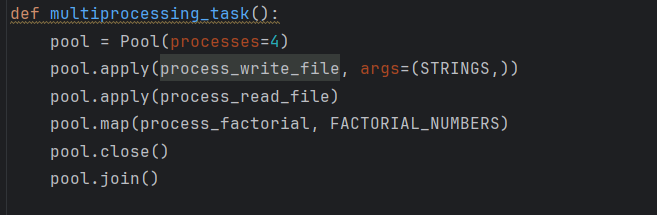 def multiprocessing_task():
    pool = Pool(processes=4)
    pool.apply(process_write_file, args=(STRINGS,))
    pool.apply(process_read_file)
    pool.map(process_factorial, FACTORIAL_NUMBERS)
    pool.close()
    pool.join()